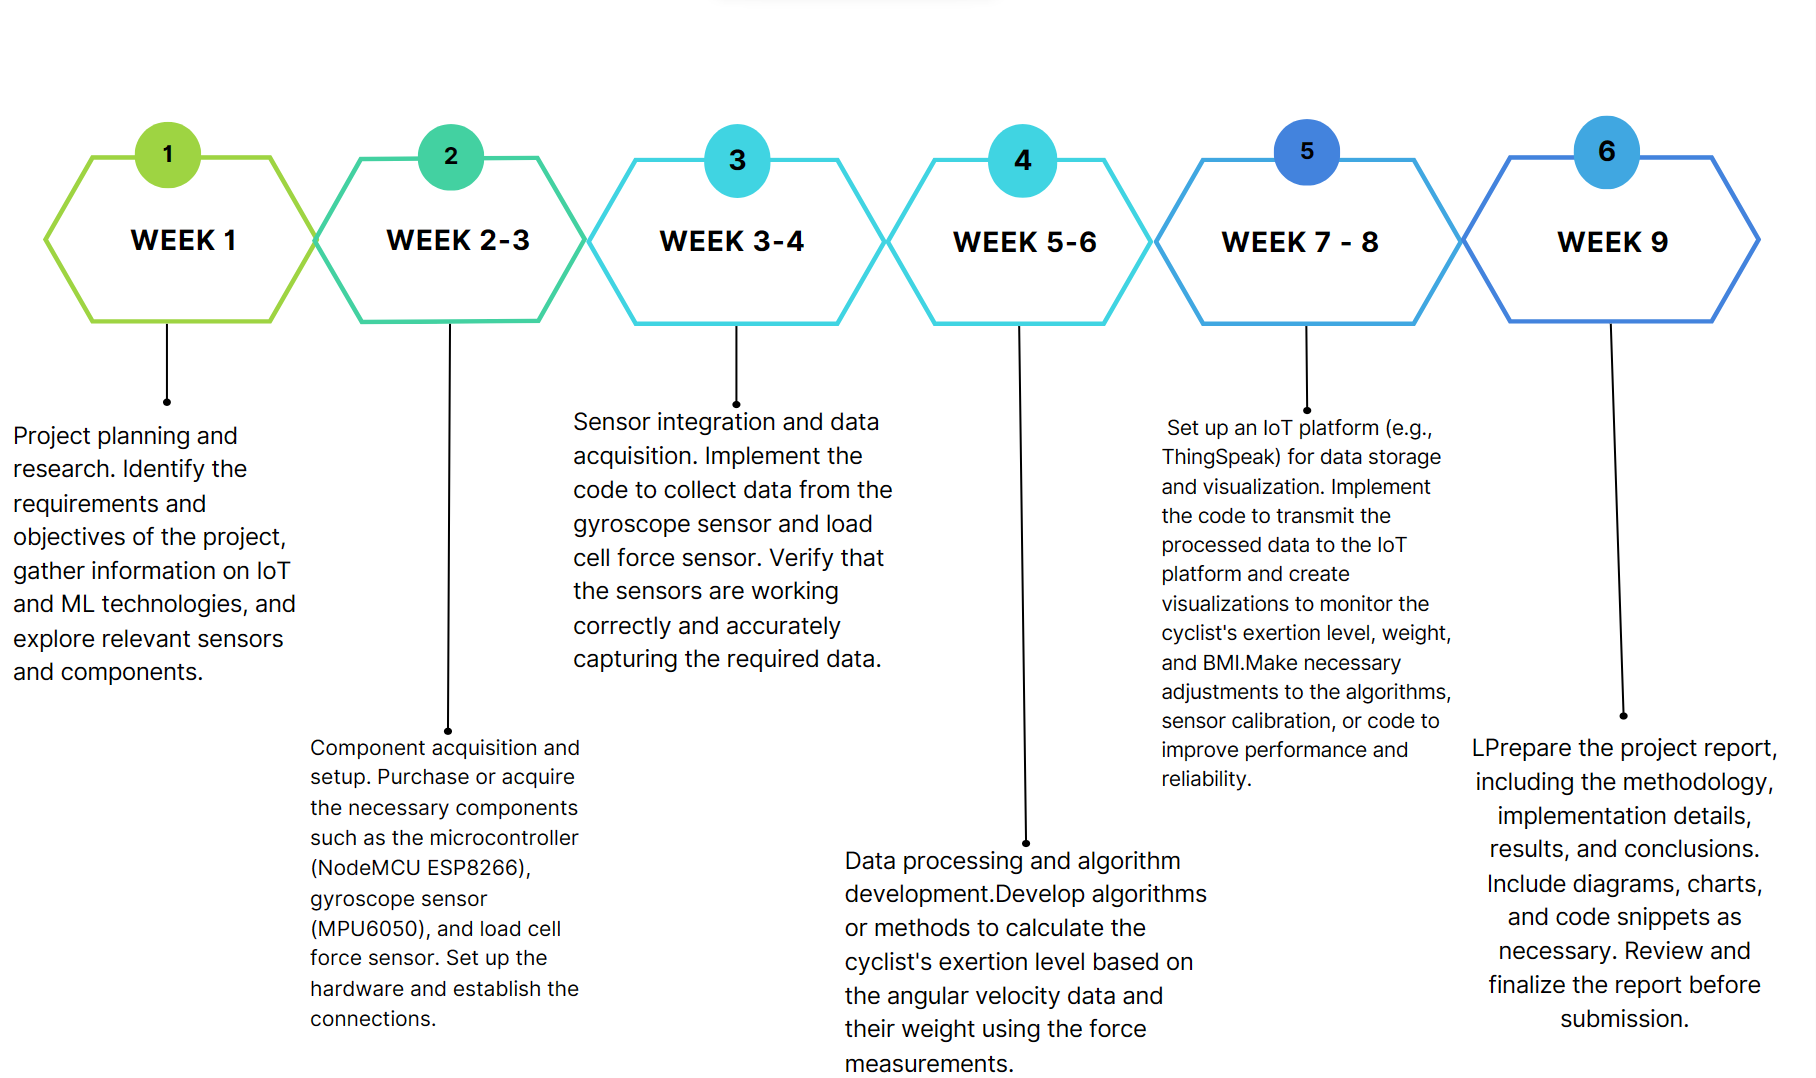 1
WEEK 1
Project planning and
research. Identify the
requirements and
objectives of the project,
gather information on IoT
and ML technologies, and
explore relevant sensors
and components.
2
WEEK 2-3
Component acquisition and
setup. Purchase or acquire
the necessary components
such as the microcontroller
(NodeMCU ESP8266),
gyroscope sensor
(MPU6050), and load cell
force sensor. Set up the
hardware and establish the
connections.
3
WEEK 3-4
Sensor integration and data
acquisition. Implement the
code to collect data from the
gyroscope sensor and load
cell force sensor. Verify that
the sensors are working
correctly and accurately
capturing the required data.
4
WEEK 5-6
Data processing and algorithm
development.Develop algorithms
or methods to calculate the
cyclist's exertion level based on
the angular velocity data and
their weight using the force
measurements.
5
WEEK 7 - 8
Set up an IoT platform (e.g.,
ThingSpeak) for data storage
and visualization. Implement
the code to transmit the
processed data to the IoT
platform and create
visualizations to monitor the
cyclist's exertion level, weight,
and BMI.Make necessary
adjustments to the algorithms,
sensor calibration, or code to
improve performance and
reliability.
6
WEEK 9
LPrepare the project report,
including the methodology,
implementation details,
results, and conclusions.
Include diagrams, charts,
and code snippets as
necessary. Review and
finalize the report before
submission.